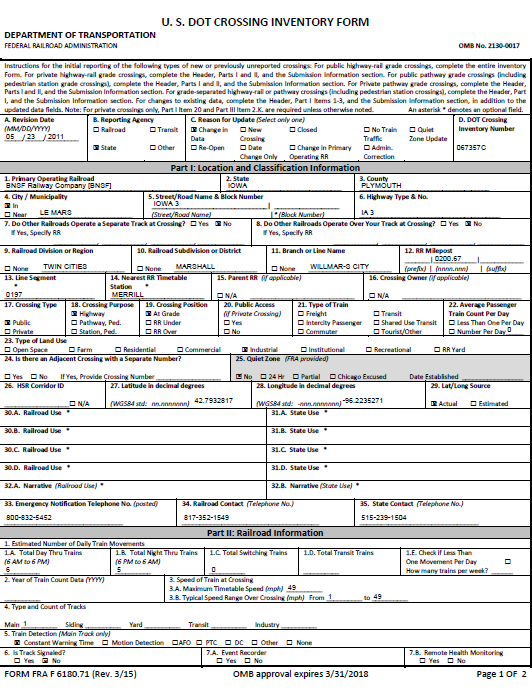 U. S. DOT CROSSING INVENTORY FORM
DEPARTMENT OF TRANSPORTATION
FEDERAL RAILROAD ADMINISTRATION OMB No. 2130-0017
Instructions for the initial reporting of the following types of new or previously unreported crossings: For public highway-rail grade crossings, complete the entire inventory
Form. For private highway-rail grade crossings, complete the Header, Parts I and II, and the Submission Information section. For public pathway grade crossings (including
pedestrian station grade crossings), complete the Header, Parts I and II, and the Submission Information section. For Private pathway grade crossings, complete the Header,
Parts I and II, and the Submission Information section. For grade-separated highway-rail or pathway crossings (including pedestrian station crossings), complete the Header, Part
I, and the Submission Information section. For changes to existing data, complete the Header, Part I Items 1-3, and the Submission Information section, in addition to the
updated data fields. Note: For private crossings only, Part I Item 20 and Part III Item 2.K. are required unless otherwise noted. An asterisk * denotes an optional field.
A. Revision Date B. Reporting Agency C. Reason for Update (Select only one) D. DOT Crossing
(MM/DD/YYYY) ☐ Railroad ☐ Transit ☒ Change in ☐ New ☐ Closed ☐ No Train ☐ Quiet Inventory Number
05 / 23 / 2011 Data Crossing Traffic Zone Update
☒ State ☐ Other ☐ Re-Open ☐ Date ☐ Change in Primary ☐ Admin. 067357C
Change Only Operating RR Correction
Part I: Location and Classification Information
1. Primary Operating Railroad 2. State 3. County
BNSF Railway Company [BNSF] IOWA PLYMOUTH
4. City / Municipality 5. Street/Road Name & Block Number 6. Highway Type & No.
☒ In IOWA 3 |
☐ Near LE MARS (Street/Road Name) |* (Block Number) IA 3
7. Do Other Railroads Operate a Separate Track at Crossing? ☐ Yes ☒ No 8. Do Other Railroads Operate Over Your Track at Crossing? ☐ Yes ☒ No
If Yes, Specify RR If Yes, Specify RR
9. Railroad Division or Region 10. Railroad Subdivision or District 11. Branch or Line Name 12. RR Milepost
| 0200.67 |
☐ None TWIN CITIES ☐ None MARSHALL ☐ None WILLMAR-S CITY (prefix) | (nnnn.nnn) | (suffix)
13. Line Segment 14. Nearest RR Timetable 15. Parent RR (if applicable) 16. Crossing Owner (if applicable)
* Station *
0197 MERRILL ☐ N/A ☐ N/A
17. Crossing Type 18. Crossing Purpose 19. Crossing Position 20. Public Access 21. Type of Train 22. Average Passenger
☒ Highway ☒ At Grade (if Private Crossing) ☐ Freight ☐ Transit Train Count Per Day
☒ Public ☐ Pathway, Ped. ☐ RR Under ☐ Yes ☐ Intercity Passenger ☐ Shared Use Transit ☐ Less Than One Per Day
☐ Private ☐ Station, Ped. ☐ RR Over ☐ No ☐ Commuter ☐ Tourist/Other ☐ Number Per Day 0
23. Type of Land Use
☐ Open Space ☐ Farm ☐ Residential ☐ Commercial ☒ Industrial ☐ Institutional ☐ Recreational ☐ RR Yard
24. Is there an Adjacent Crossing with a Separate Number? 25. Quiet Zone (FRA provided)
☐ Yes ☐ No If Yes, Provide Crossing Number ☒ No ☐ 24 Hr ☐ Partial ☐ Chicago Excused Date Established
26. HSR Corridor ID 27. Latitude in decimal degrees 28. Longitude in decimal degrees 29. Lat/Long Source
☐ N/A (WGS84 std: nn.nnnnnnn) 42.7932817 (WGS84 std: -nnn.nnnnnnn) -96.2235271 ☒ Actual ☐ Estimated
30.A. Railroad Use * 31.A. State Use *
30.B. Railroad Use * 31.B. State Use *
30.C. Railroad Use * 31.C. State Use *
30.D. Railroad Use * 31.D. State Use *
32.A. Narrative (Railroad Use) * 32.B. Narrative (State Use) *
33. Emergency Notification Telephone No. (posted) 34. Railroad Contact (Telephone No.) 35. State Contact (Telephone No.)
800-832-5452 817-352-1549 515-239-1504
Part II: Railroad Information
1. Estimated Number of Daily Train Movements
1.A. Total Day Thru Trains 1.B. Total Night Thru Trains 1.C. Total Switching Trains 1.D. Total Transit Trains 1.E. Check if Less Than
(6 AM to 6 PM) (6 PM to 6 AM) One Movement Per Day ☐
6 5 0 How many trains per week?
2. Year of Train Count Data (YYYY) 3. Speed of Train at Crossing
3.A. Maximum Timetable Speed (mph) 49
3.B. Typical Speed Range Over Crossing (mph) From 1 to 49
4. Type and Count of Tracks
Main 1 Siding Yard Transit Industry
5. Train Detection (Main Track only)
☒ Constant Warning Time ☐ Motion Detection ☐AFO ☐ PTC ☐ DC ☐ Other ☐ None
6. Is Track Signaled? 7.A. Event Recorder 7.B. Remote Health Monitoring
☐ Yes ☒ No ☐ Yes ☐ No ☐ Yes ☐ No
FORM FRA F 6180.71 (Rev. 3/15) OMB approval expires 3/31/2018 Page 1 OF 2